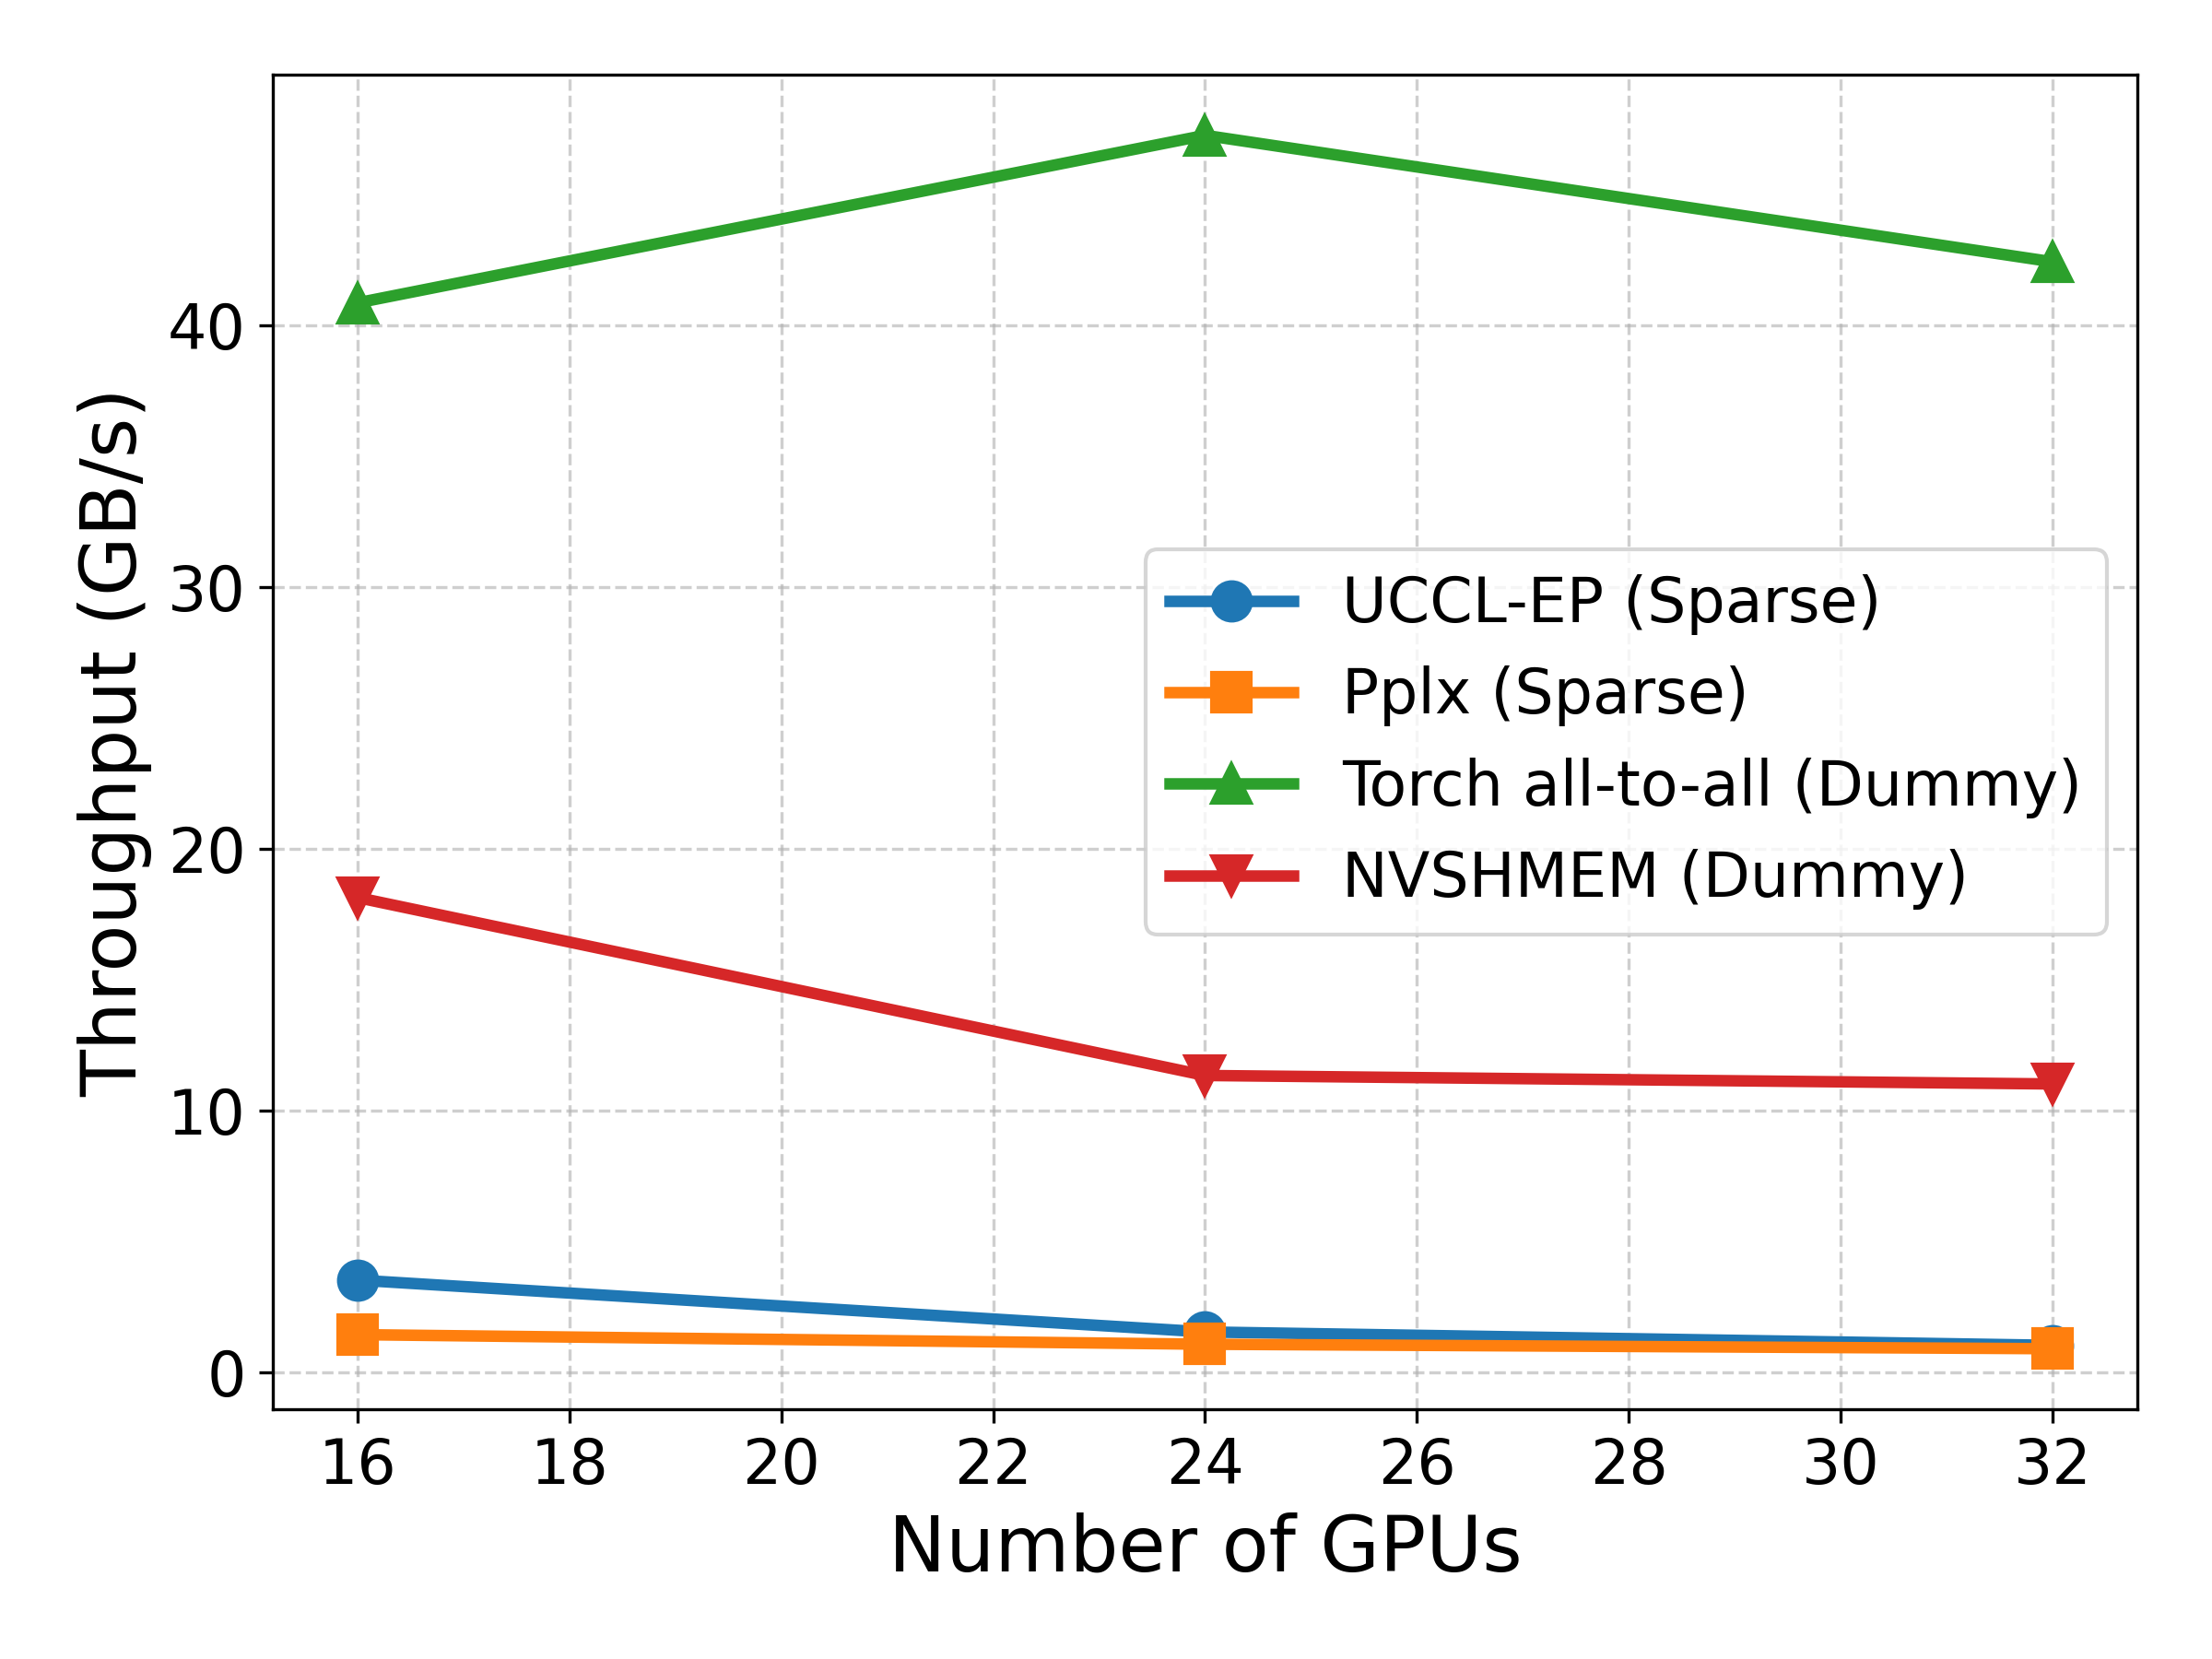 Throughput (GB/s)
40
30
20
10
0
UCCL-EP (Sparse)
Pplx (Sparse)
Torch all-to-all (Dummy)
NVSHMEM (Dummy)
16 18 20 22 24 26 28 30 32
Number of GPUs